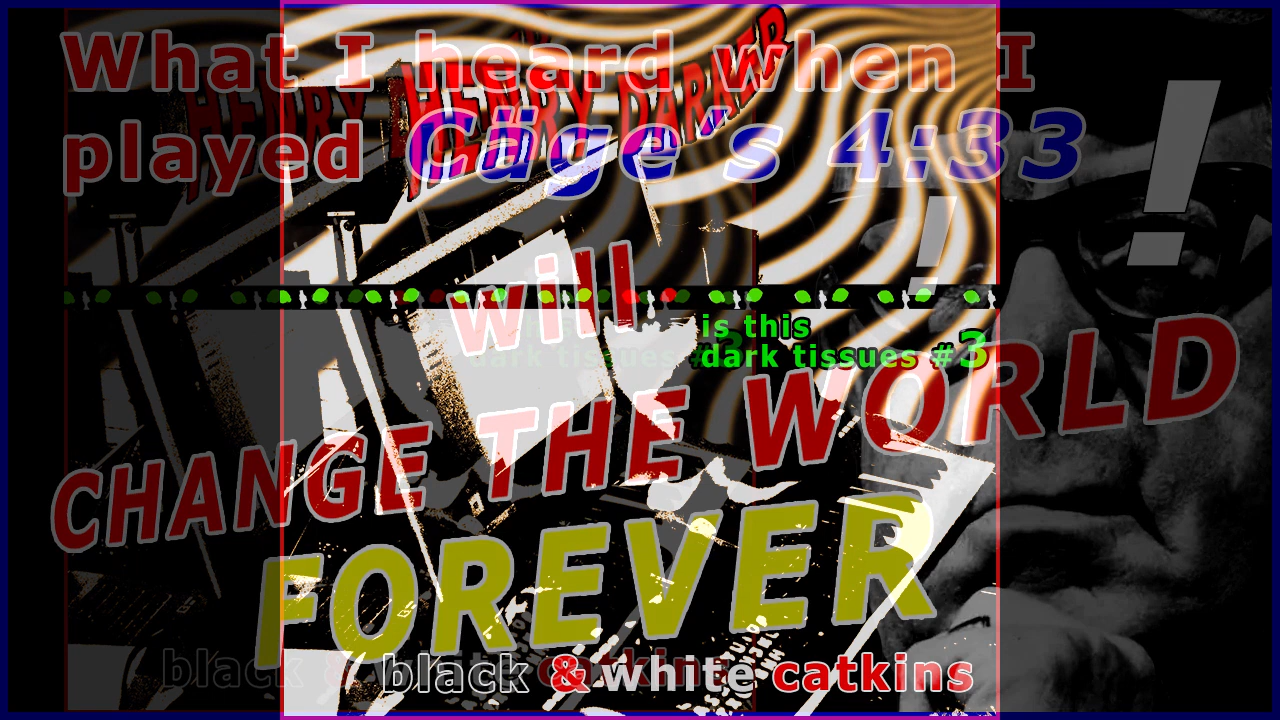 What I heard when I
played Cage's 4:33
HENRY DARKER
will
is this
dark tissues #3
CHANGE THE WORLD
FOREVER
!
!
black & white catkins